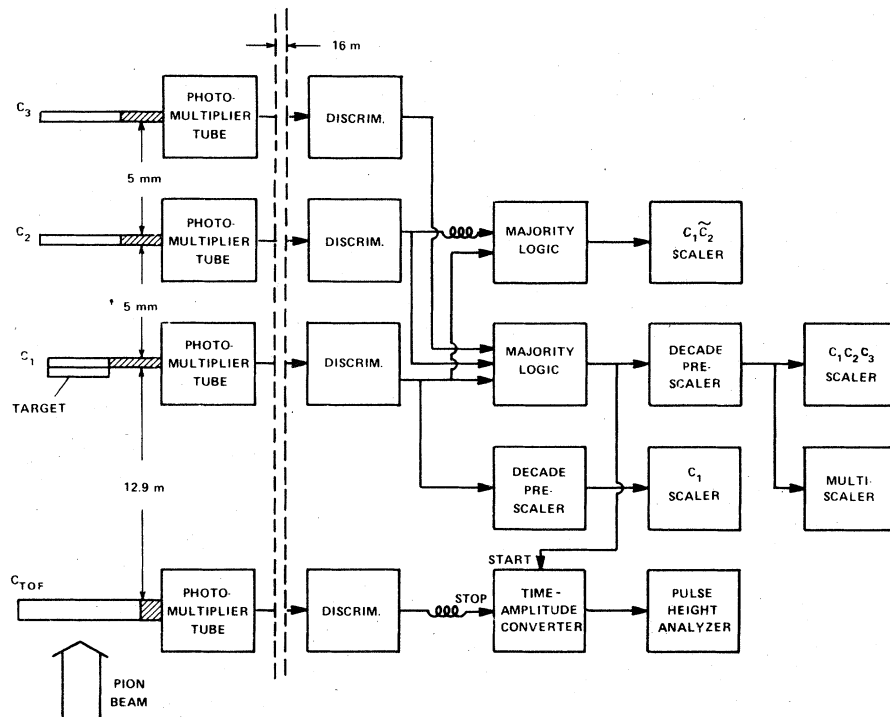 16 m
C3
PHOTO-
MULTIPLIER
TUBE
DISCRIM.
5 mm
C2
PHOTO-
MULTIPLIER
TUBE
DISCRIM.
MAJORITY
LOGIC
C1C̃2
SCALER
5 mm
C1
TARGET
PHOTO-
MULTIPLIER
TUBE
DISCRIM.
MAJORITY
LOGIC
DECADE
PRE-
SCALER
C1C2C3
SCALER
12.9 m
DECADE
PRE-
SCALER
C1
SCALER
MULTI-
SCALER
CTOF
PHOTO-
MULTIPLIER
TUBE
DISCRIM.
STOP
START
TIME-
AMPLITUDE
CONVERTER
PULSE
HEIGHT
ANALYZER
PION
BEAM